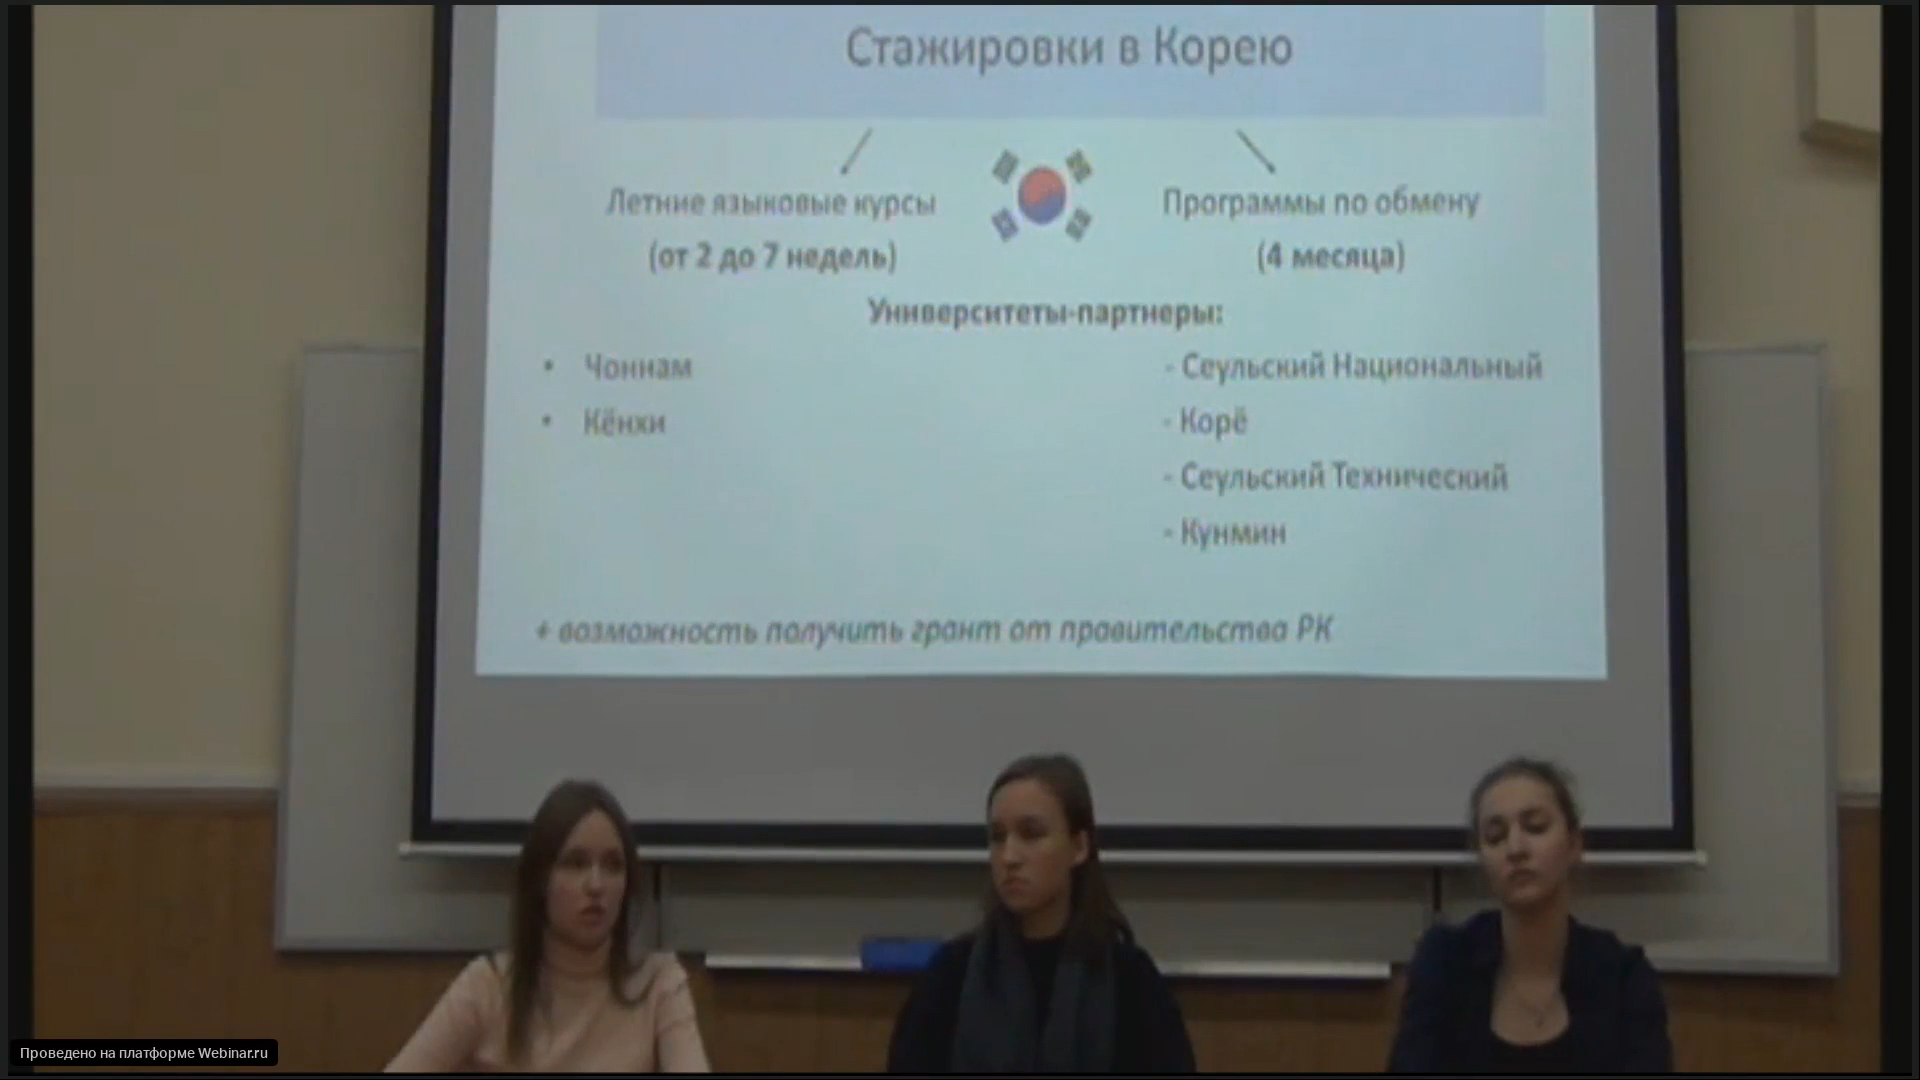 Стажировки в Корею
Летние языковые курсы
(от 2 до 7 недель)
Программы по обмену
(4 месяца)
Университеты-партнеры:
• Чоннам
• Кёнхи
- Сеульский Национальный
- Корё
- Сеульский Технический
- Кунмин
+ возможность получить грант от правительства РК
Проведено на платформе Webinar.ru